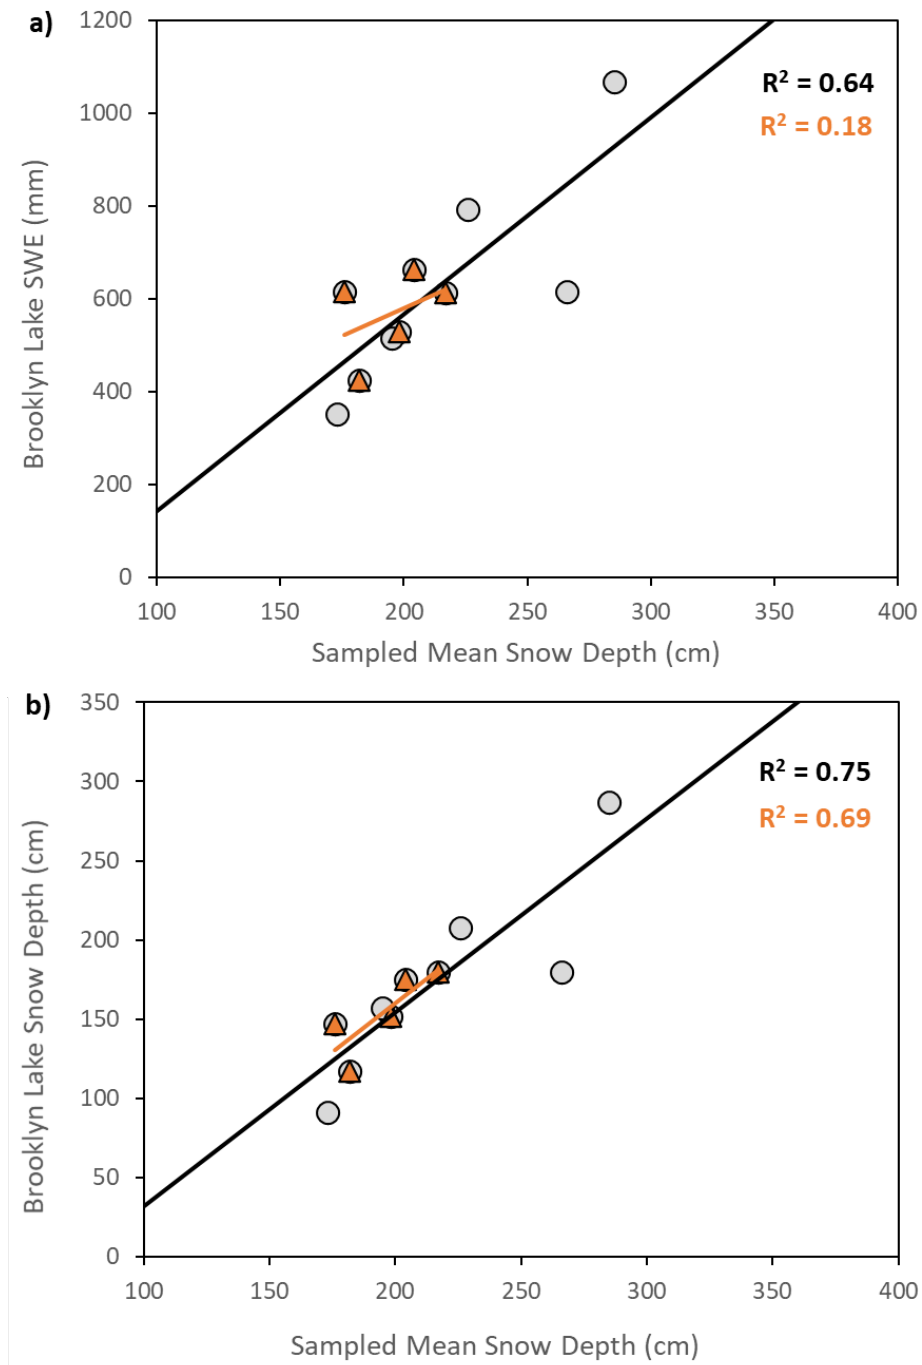 a)
1200
1000
800
600
400
200
0
Brooklyn Lake SWE (mm)
R² = 0.64
R² = 0.18
100 150 200 250 300 350 400
Sampled Mean Snow Depth (cm)
b)
350
300
250
200
150
100
50
0
Brooklyn Lake Snow Depth (cm)
R² = 0.75
R² = 0.69
100 150 200 250 300 350 400
Sampled Mean Snow Depth (cm)